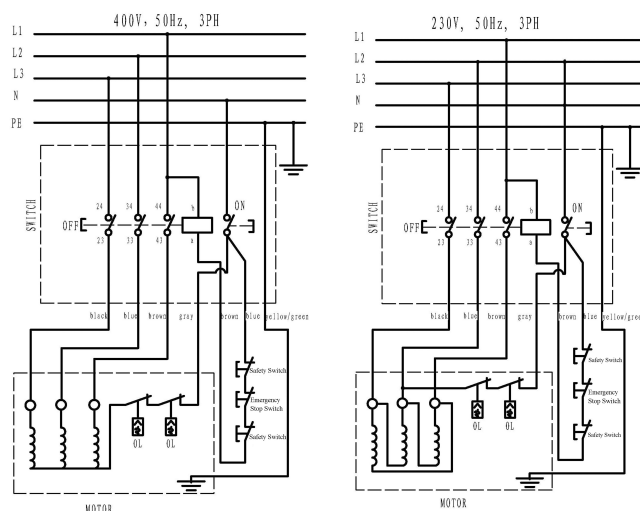 400V, 50Hz, 3PH
L1
L2
L3
N
PE
SWITCH
24 34 44 b ON
OFF
23 33 43 a
black blue brown gray brown blue yellow/green
Safety Switch
Emergency
Stop Switch
Safety Switch
OL OL
MOTOR
230V, 50Hz, 3PH
L1
L2
L3
N
PE
SWITCH
24 34 44 b ON
OFF
23 33 43 a
black blue brown gray brown blue yellow/green
Safety Switch
Emergency
Stop Switch
Safety Switch
OL OL
MOTOR